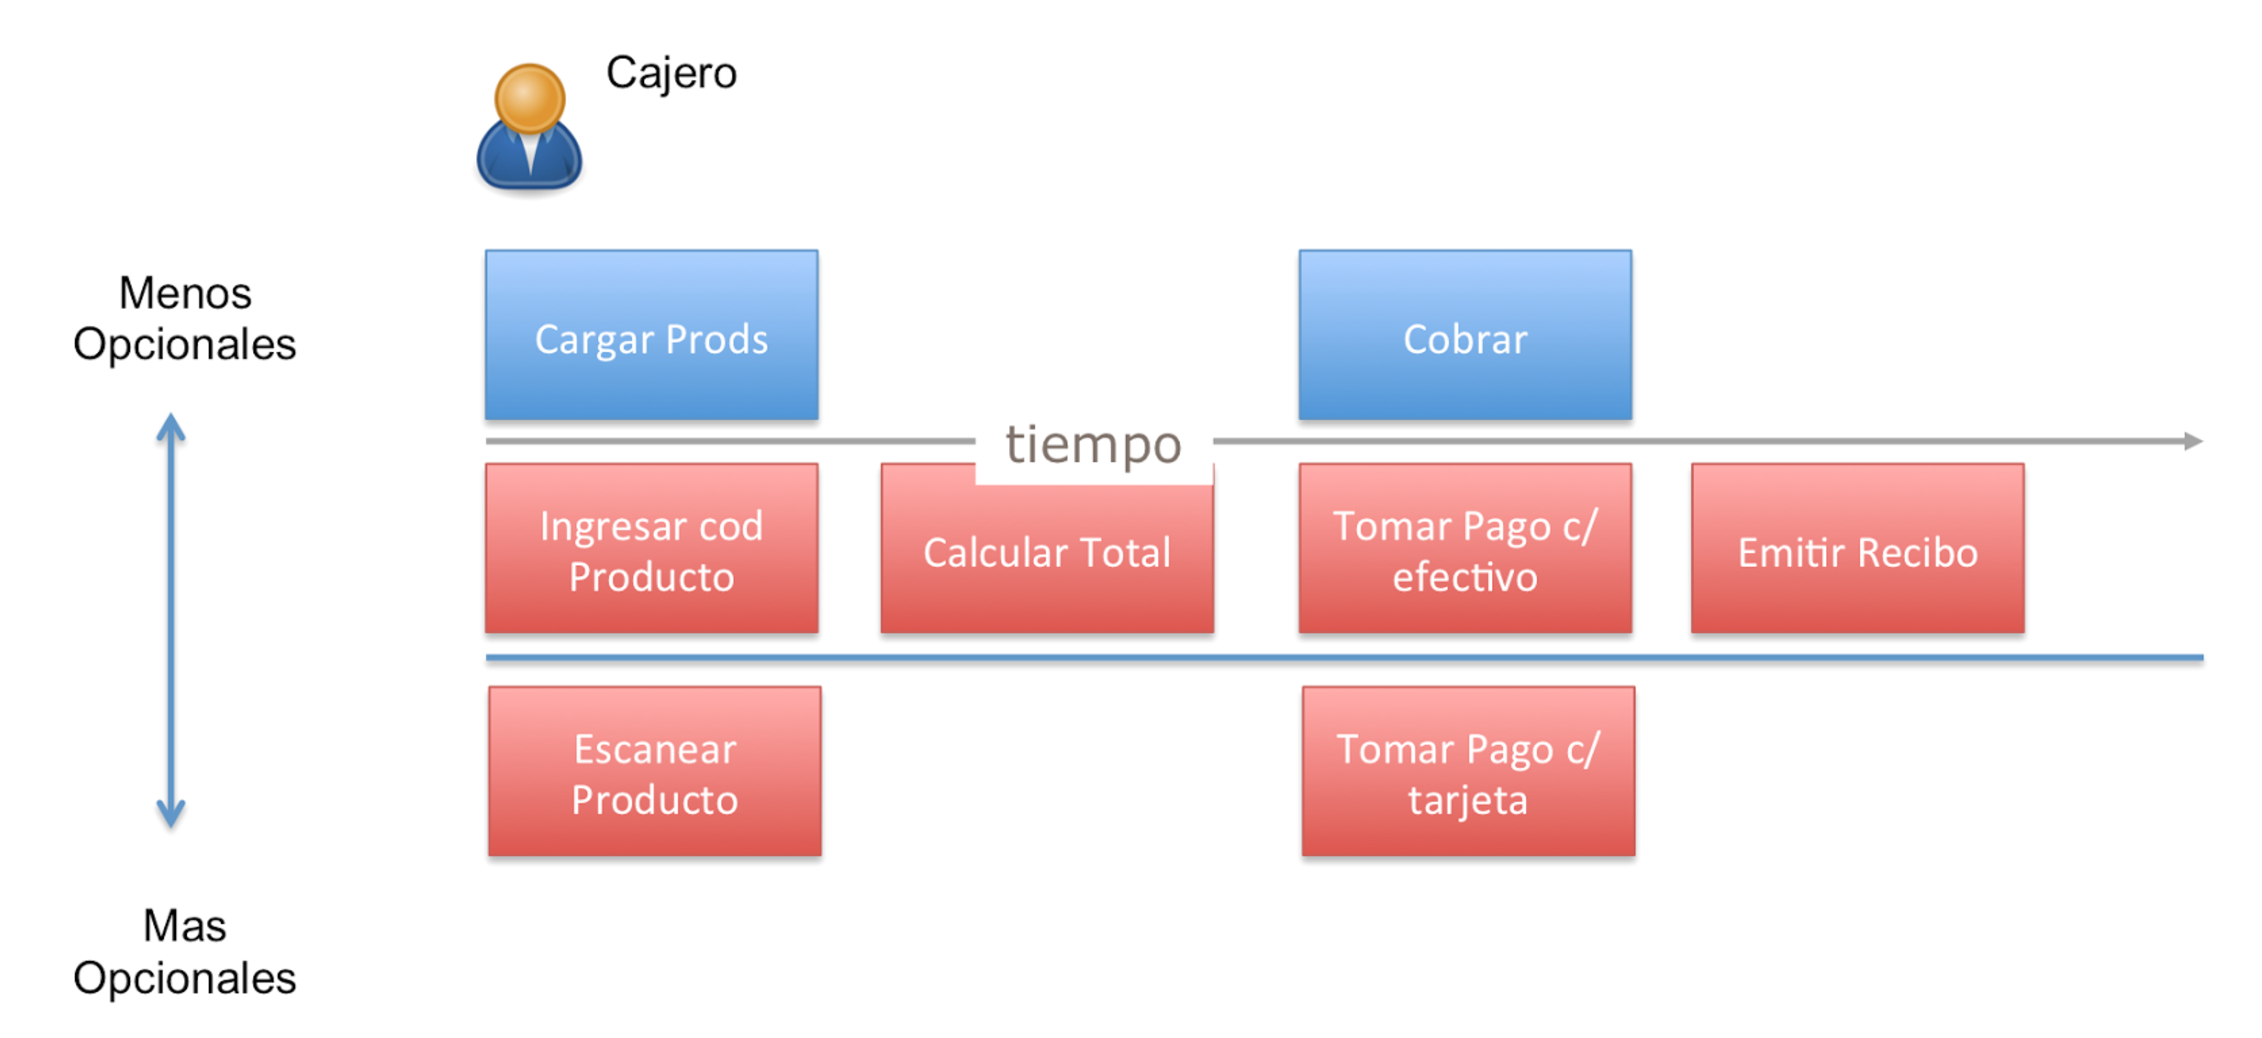 Cajero
Menos
Opcionales
Cargar Prods
Cobrar
tiempo
Ingresar cod
Producto
Calcular Total
Tomar Pago c/
efectivo
Emitir Recibo
Escanear
Producto
Tomar Pago c/
tarjeta
Mas
Opcionales